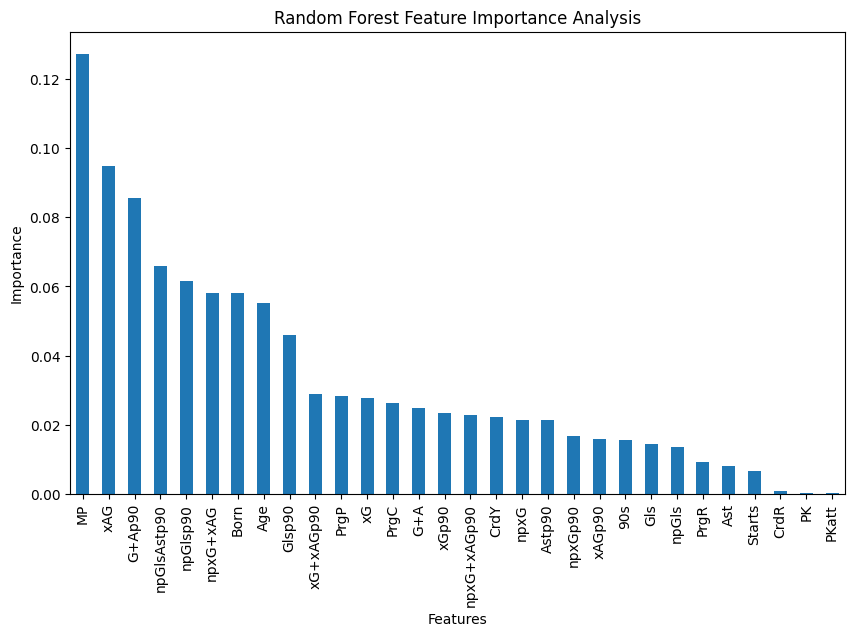 Random Forest Feature Importance Analysis
Importance
0.12
0.10
0.08
0.06
0.04
0.02
0.00
MP
xAG
G+Ap90
npGlsAstp90
npGlsp90
npxG+xAG
Born
Age
Glsp90
xG+xAGp90
PrgP
xG
PrgC
G+A
xGp90
npxG+xAGp90
CrdY
npxG
Astp90
npxGp90
xAGp90
90s
Gls
npGls
PrgR
Ast
Starts
CrdR
PK
PKatt
Features